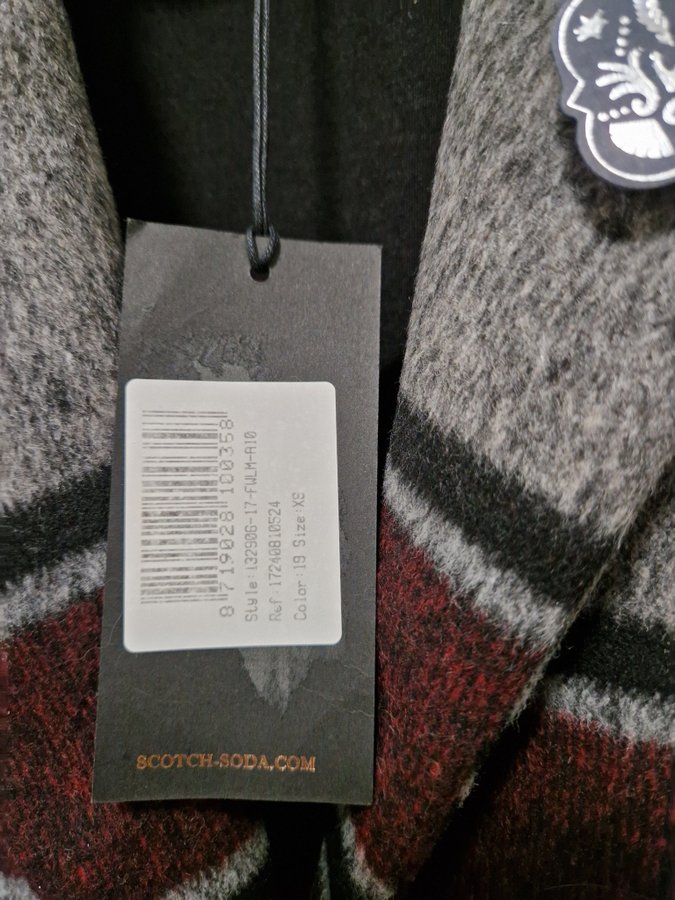 8 719028 100358
Style:132906-17-FWLM-A10
Ref:17240810524
Color:19 Size:XS
SCOTCH-SODA.COM